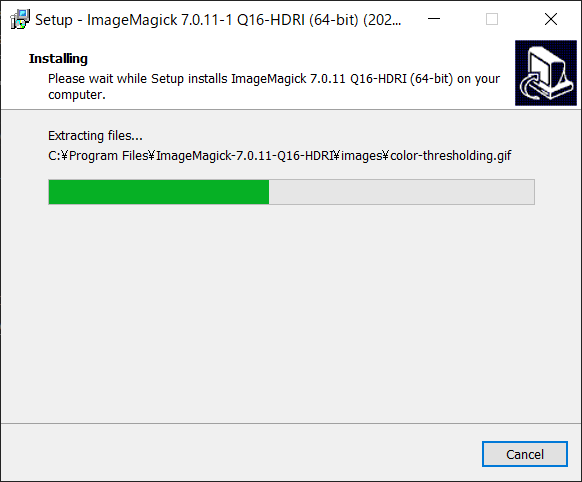 Setup - ImageMagick 7.0.11-1 Q16-HDRI (64-bit) (202...
Installing
Please wait while Setup installs ImageMagick 7.0.11 Q16-HDRI (64-bit) on your
computer.
Extracting files...
C:¥Program Files¥ImageMagick-7.0.11-Q16-HDRI¥images¥color-thresholding.gif
Cancel